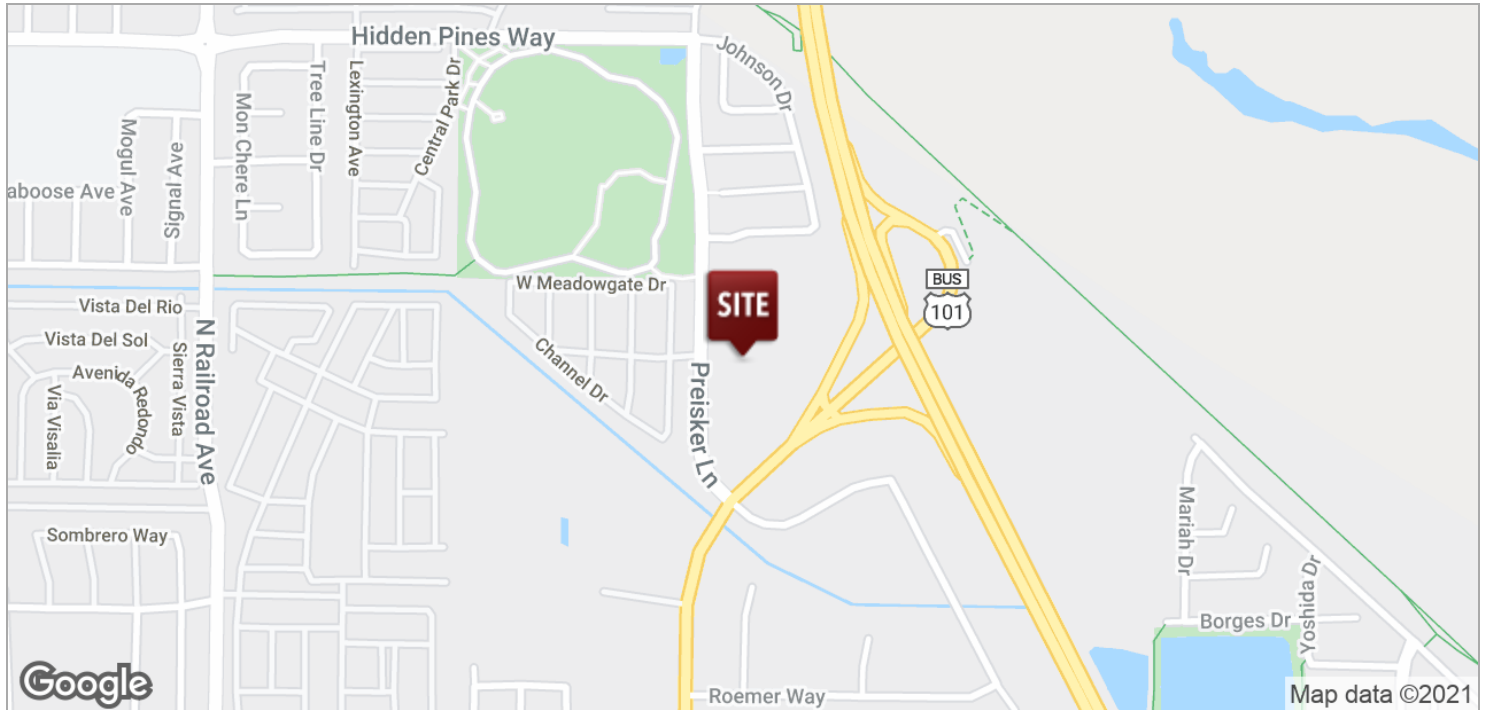 Hidden Pines Way
Johnson Dr
Tree Line Dr
Lexington Ave
Central Park Dr
Mon Chere Ln
Mogul Ave
Signal Ave
aboose Ave
W Meadowgate Dr
SITE
BUS
101
Vista Del Rio
Vista Del Sol
Avenida Redondo
Sierra Vista
Via Visalia
N Railroad Ave
Channel Dr
Preisker Ln
Sombrero Way
Mariah Dr
Yoshida Dr
Borges Dr
Roemer Way
Google
Map data ©2021